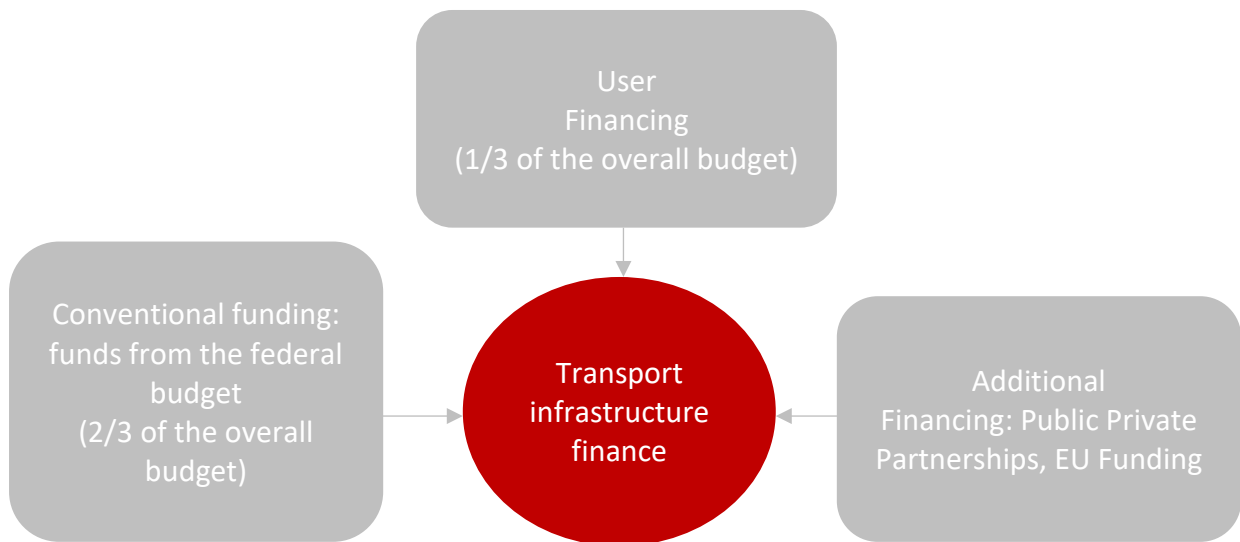 User
Financing
(1/3 of the overall budget)
Conventional funding:
funds from the federal
budget
(2/3 of the overall
budget)
Transport
infrastructure
finance
Additional
Financing: Public Private
Partnerships, EU Funding